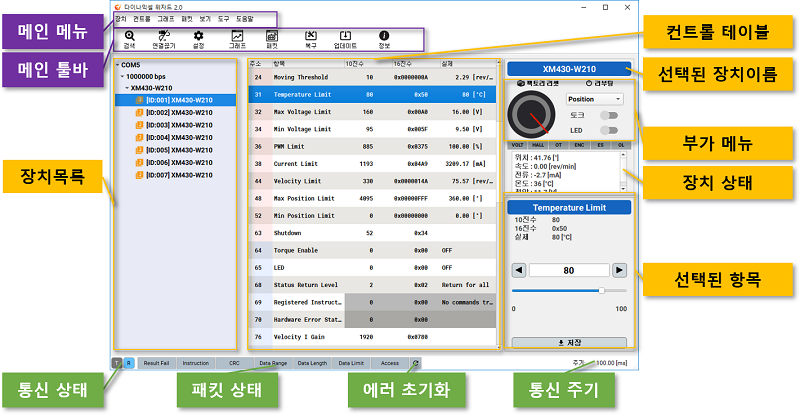 다이나믹셀 위자드 2.0
메인 메뉴
장치 컨트롤 그래프 패킷 보기 도구 도움말
메인 툴바
검색 연결끊기 설정 그래프 패킷 복구 업데이트 정보
컨트롤 테이블
선택된 장치이름
부가 메뉴
장치 상태
선택된 항목
장치목록
COM5
1000000 bps
XM430-W210
[ID:001] XM430-W210
[ID:002] XM430-W210
[ID:003] XM430-W210
[ID:004] XM430-W210
[ID:005] XM430-W210
[ID:006] XM430-W210
[ID:007] XM430-W210
주소 항목 10진수 16진수 실제
24 Moving Threshold 10 0x0000000A 2.29 [rev/…
31 Temperature Limit 80 0x50 80 [°C]
32 Max Voltage Limit 160 0x00A0 16.00 [V]
34 Min Voltage Limit 95 0x005F 9.50 [V]
36 PWM Limit 885 0x0375 100.00 [%]
38 Current Limit 1193 0x04A9 3209.17 [mA]
44 Velocity Limit 330 0x0000014A 75.57 [rev/…
48 Max Position Limit 4095 0x00000FFF 360.00 [°]
52 Min Position Limit 0 0x00000000 0.00 [°]
63 Shutdown 52 0x34
64 Torque Enable 0 0x00 OFF
65 LED 0 0x00 OFF
68 Status Return Level 2 0x02 Return for all
69 Registered Instruct… 0 0x00 No commands tr…
70 Hardware Error Stat… 0 0x00
76 Velocity I Gain 1920 0x0780
XM430-W210
팩토리 리셋 리부팅
Position
토크
LED
VOLT HALL OT ENC ES OL
위치 : 41.76 [°]
속도 : 0.00 [rev/min]
전류 : -2.7 [mA]
온도 : 36 [°C]
Temperature Limit
10진수 80
16진수 0x50
실제 80 [°C]
80
0 100
저장
T R Result Fail Instruction CRC Data Range Data Length Data Limit Access 주기 100.00 [ms]
통신 상태
패킷 상태
에러 초기화
통신 주기